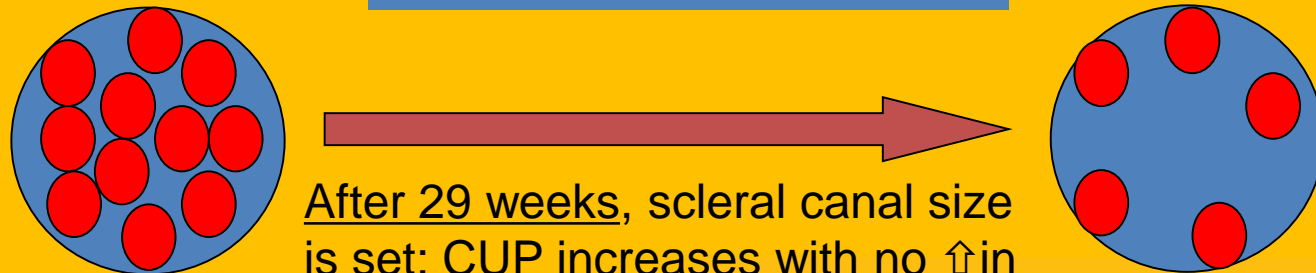 After 29 weeks, scleral canal size
is set: CUP increases with no ⇧in